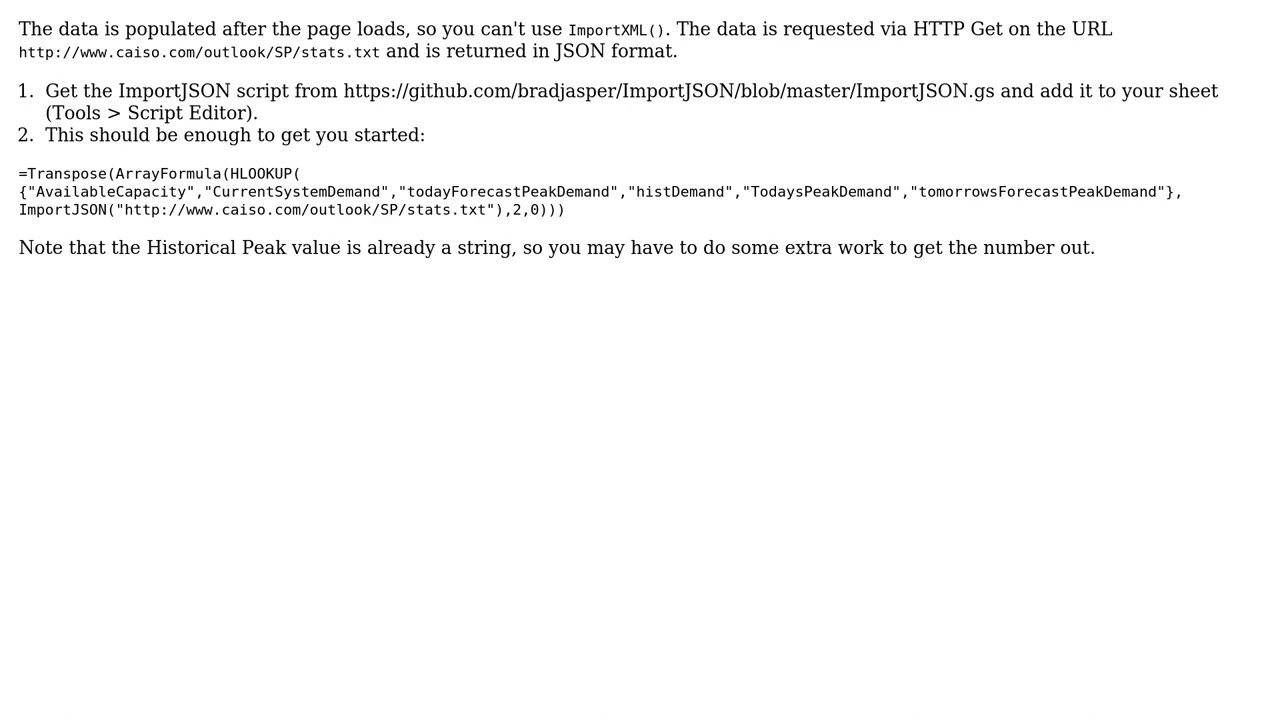 The data is populated after the page loads, so you can't use ImportXML(). The data is requested via HTTP Get on the URL
http://www.caiso.com/outlook/SP/stats.txt and is returned in JSON format.
1. Get the ImportJSON script from https://github.com/bradjasper/ImportJSON/blob/master/ImportJSON.gs and add it to your sheet
(Tools > Script Editor).
2. This should be enough to get you started:
=Transpose(ArrayFormula(HLOOKUP(
{"AvailableCapacity","CurrentSystemDemand","todayForecastPeakDemand","histDemand","TodaysPeakDemand","tomorrowsForecastPeakDemand"},
ImportJSON("http://www.caiso.com/outlook/SP/stats.txt"),2,0)))
Note that the Historical Peak value is already a string, so you may have to do some extra work to get the number out.